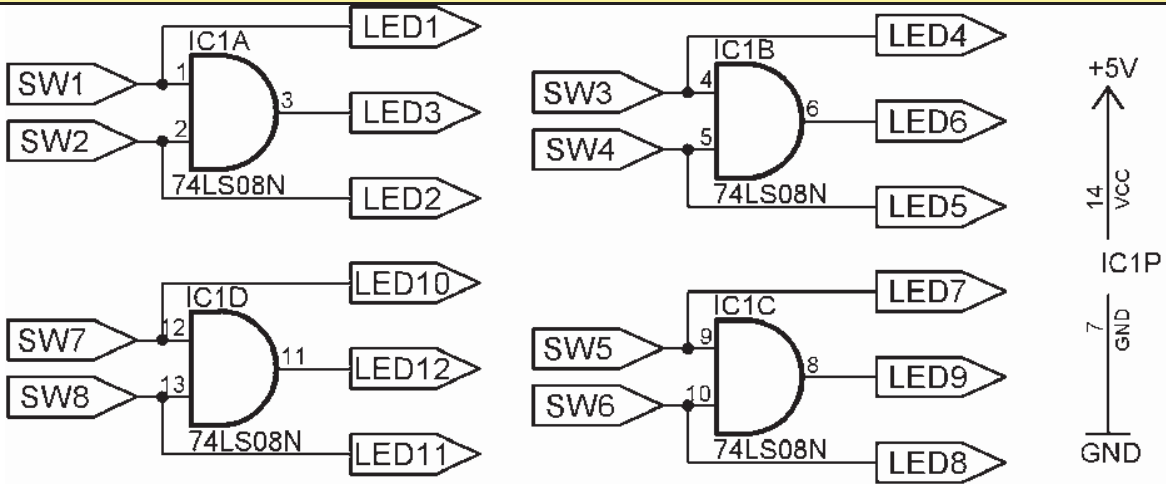 LED1
IC1A
SW1
1
3
LED3
SW2
2
74LS08N
LED2
LED4
IC1B
SW3
4
6
LED6
SW4
5
74LS08N
LED5
LED10
IC1D
SW7
12
11
LED12
SW8
13
74LS08N
LED11
LED7
IC1C
SW5
9
8
LED9
SW6
10
74LS08N
LED8
+5V
14
VCC
IC1P
7
GND
GND